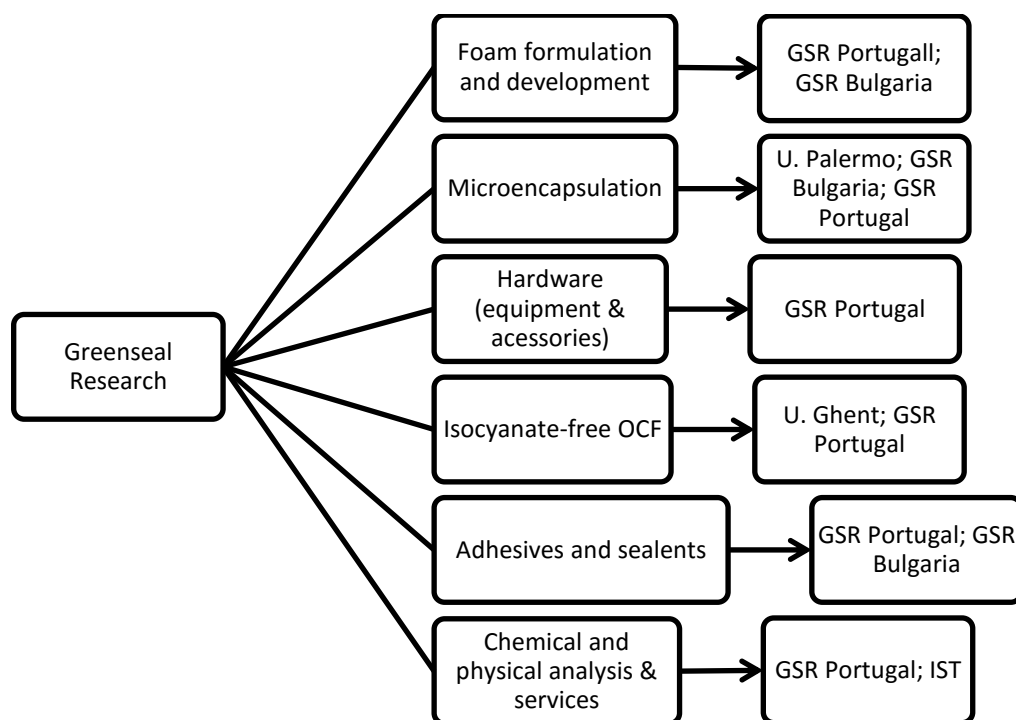 Greenseal
Research
Foam formulation
and development
GSR Portugall;
GSR Bulgaria
Microencapsulation
U. Palermo; GSR
Bulgaria; GSR
Portugal
Hardware
(equipment &
acessories)
GSR Portugal
Isocyanate-free OCF
U. Ghent; GSR
Portugal
Adhesives and sealents
GSR Portugal; GSR
Bulgaria
Chemical and
physical analysis &
services
GSR Portugal; IST